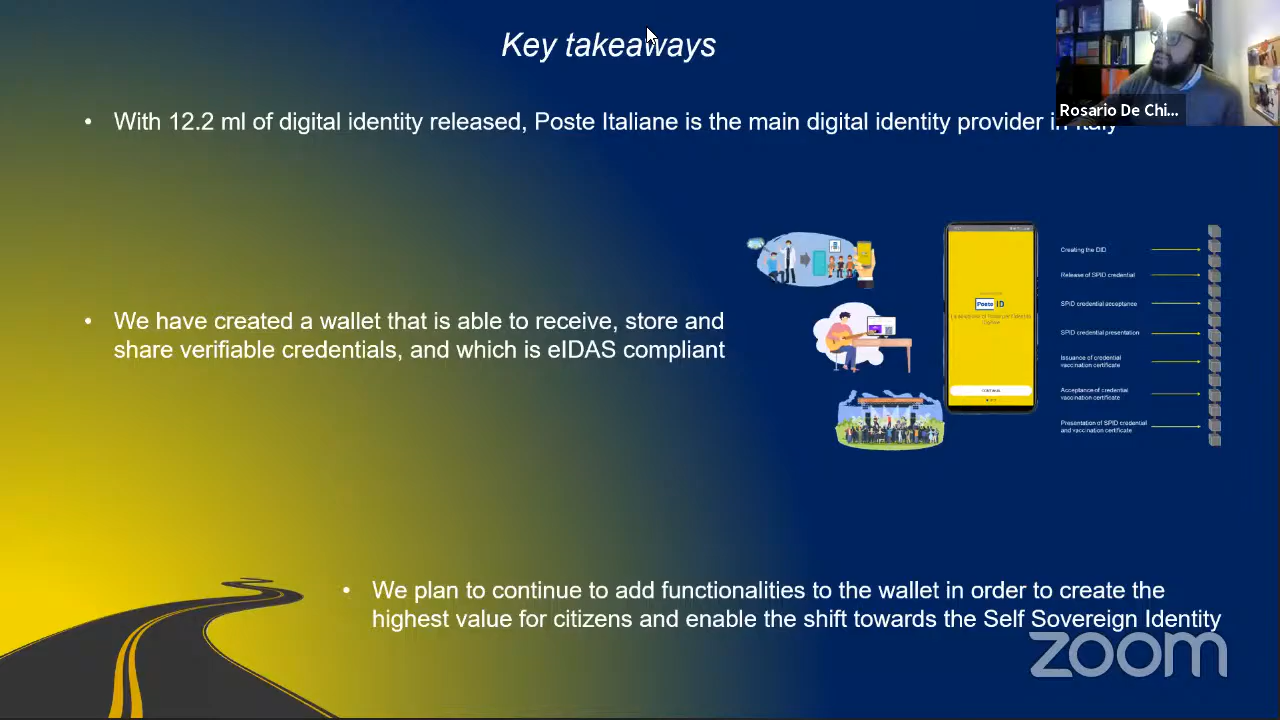 Key takeaways
Rosario De Chi...
• With 12.2 ml of digital identity released, Poste Italiane is the main digital identity provider in Italy
• We have created a wallet that is able to receive, store and
share verifiable credentials, and which is eIDAS compliant
Poste ID
CONTINUA
Creating the DID
Release of SPID credential
SPID credential acceptance
SPID credential presentation
Issuance of credential
vaccination certificate
Acceptance of credential
vaccination certificate
Presentation of SPID credential
and vaccination certificate
• We plan to continue to add functionalities to the wallet in order to create the
highest value for citizens and enable the shift towards the Self Sovereign Identity
zoom